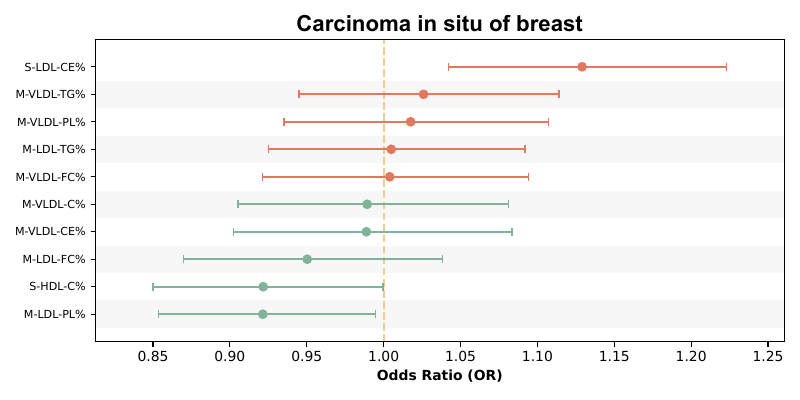 Carcinoma in situ of breast
S-LDL-CE%
M-VLDL-TG%
M-VLDL-PL%
M-LDL-TG%
M-VLDL-FC%
M-VLDL-C%
M-VLDL-CE%
M-LDL-FC%
S-HDL-C%
M-LDL-PL%
0.85 0.90 0.95 1.00 1.05 1.10 1.15 1.20 1.25
Odds Ratio (OR)